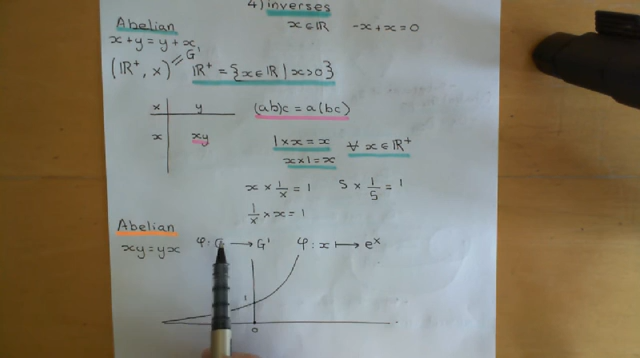 4) inverses
x ∈ ℝ   -x + x = 0
Abelian
x + y = y + x
(ℝ⁺, x) = G₁   ℝ⁺ = {x ∈ ℝ | x > 0}
x | y
x | xy
(ab)c = a(bc)
1 × x = x   ∀ x ∈ ℝ⁺
x × 1 = x
x × 1/x = 1   5 × 1/5 = 1
1/x × x = 1
Abelian
xy = yx
φ: G → G'   φ: x ↦ eˣ
1
0